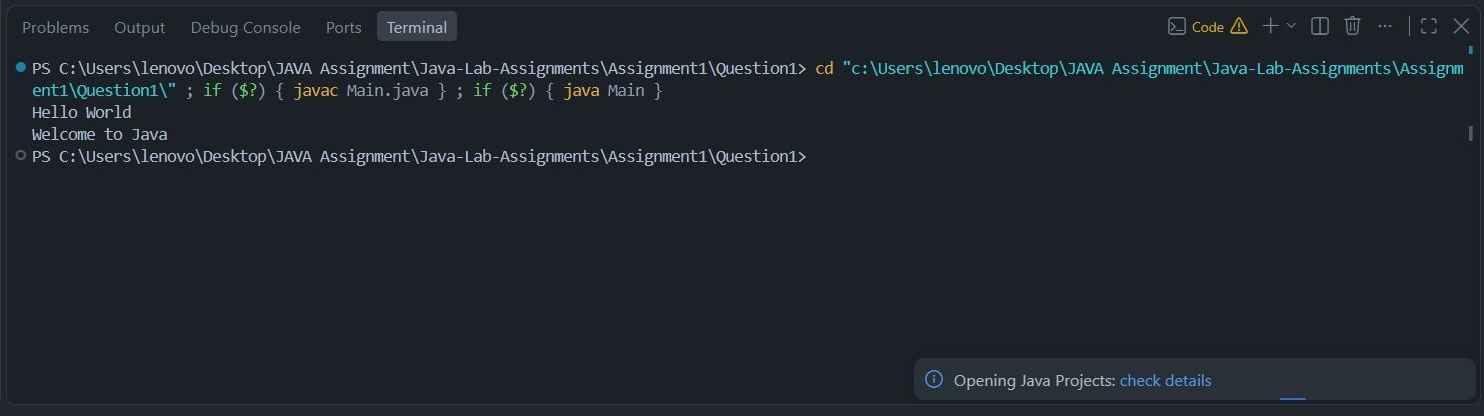 Problems Output Debug Console Ports Terminal Code
PS C:\Users\lenovo\Desktop\JAVA Assignment\Java-Lab-Assignments\Assignment1\Question1> cd "c:\Users\lenovo\Desktop\JAVA Assignment\Java-Lab-Assignments\Assignm
ent1\Question1\" ; if ($?) { javac Main.java } ; if ($?) { java Main }
Hello World
Welcome to Java
PS C:\Users\lenovo\Desktop\JAVA Assignment\Java-Lab-Assignments\Assignment1\Question1>
Opening Java Projects: check details